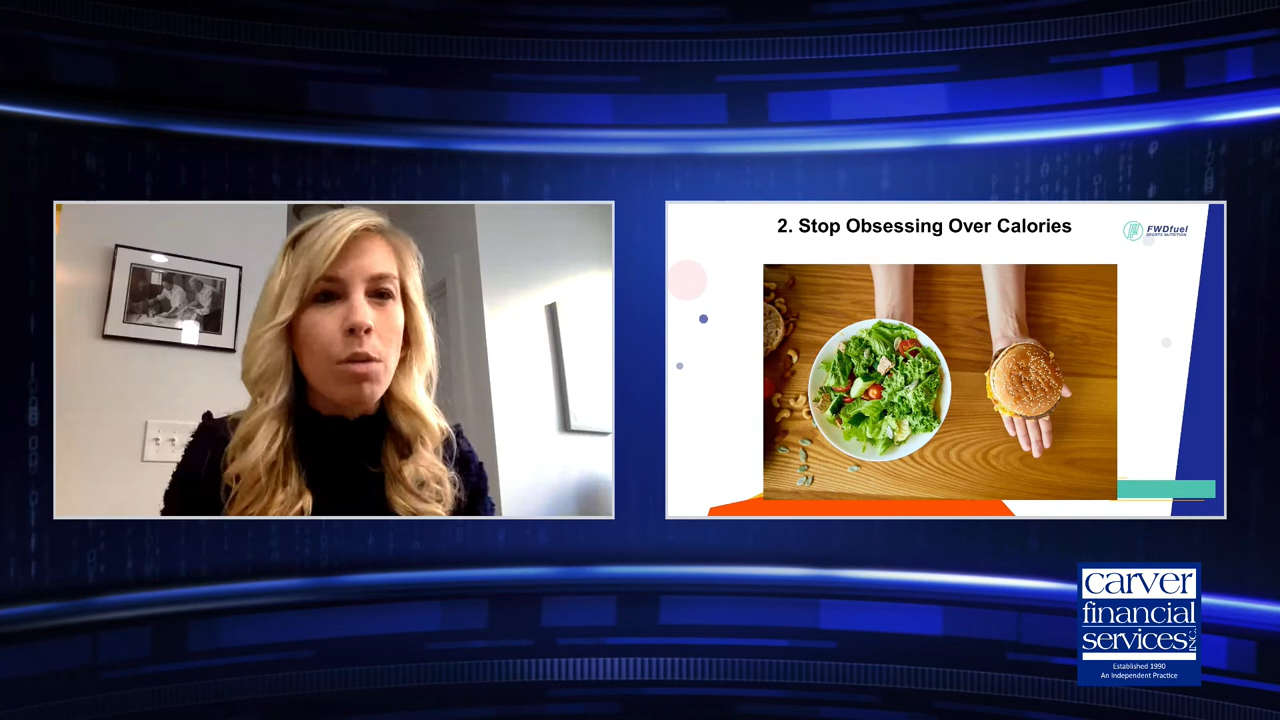 2. Stop Obsessing Over Calories
FWDfuel
SPORTS NUTRITION
carver
financial
services INC.
Established 1990
An Independent Practice